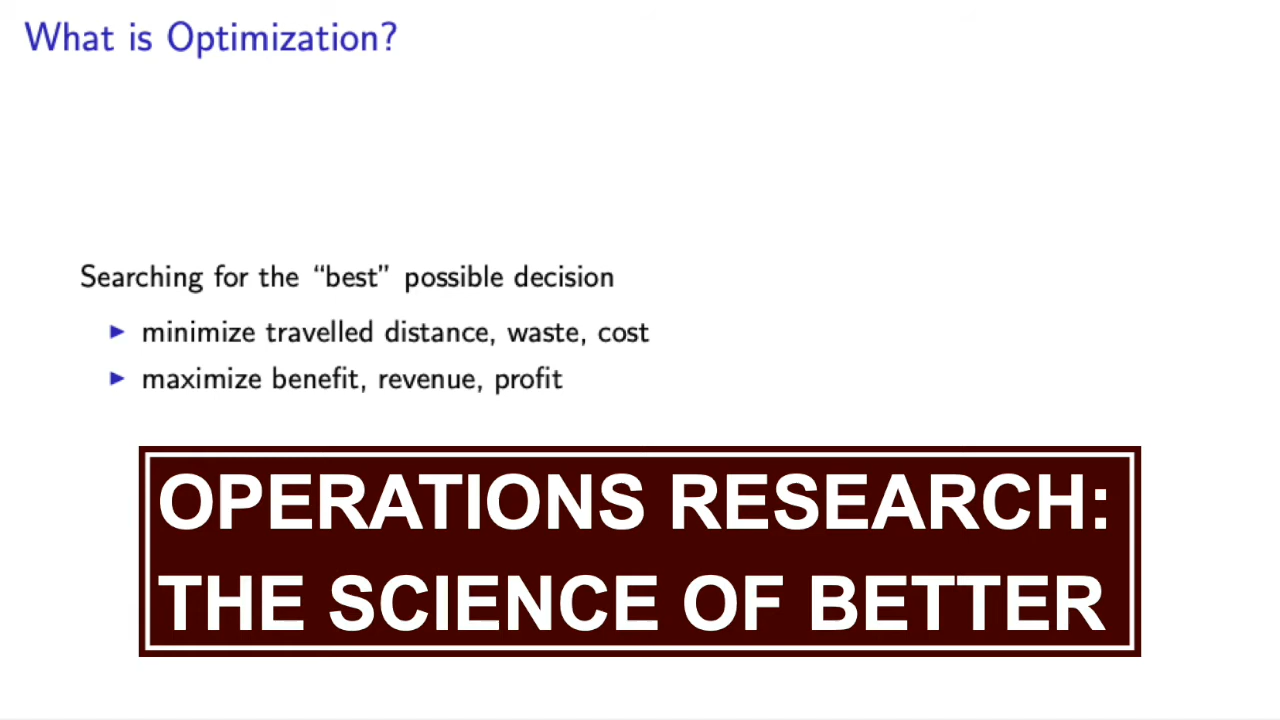 What is Optimization?
Searching for the “best” possible decision
▶ minimize travelled distance, waste, cost
▶ maximize benefit, revenue, profit
OPERATIONS RESEARCH:
THE SCIENCE OF BETTER